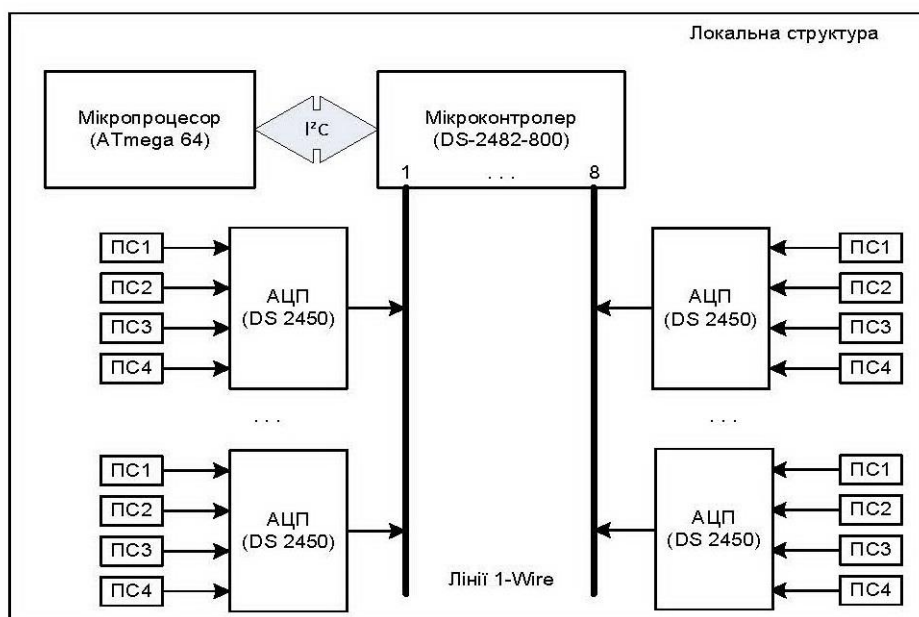 Локальна структура
Мікропроцесор
(ATmega 64)
I²C
Мікроконтролер
(DS-2482-800)
1
. . .
8
ПС1
ПС2
ПС3
ПС4
АЦП
(DS 2450)
АЦП
(DS 2450)
ПС1
ПС2
ПС3
ПС4
. . .
. . .
ПС1
ПС2
ПС3
ПС4
АЦП
(DS 2450)
Лінії 1-Wire
АЦП
(DS 2450)
ПС1
ПС2
ПС3
ПС4